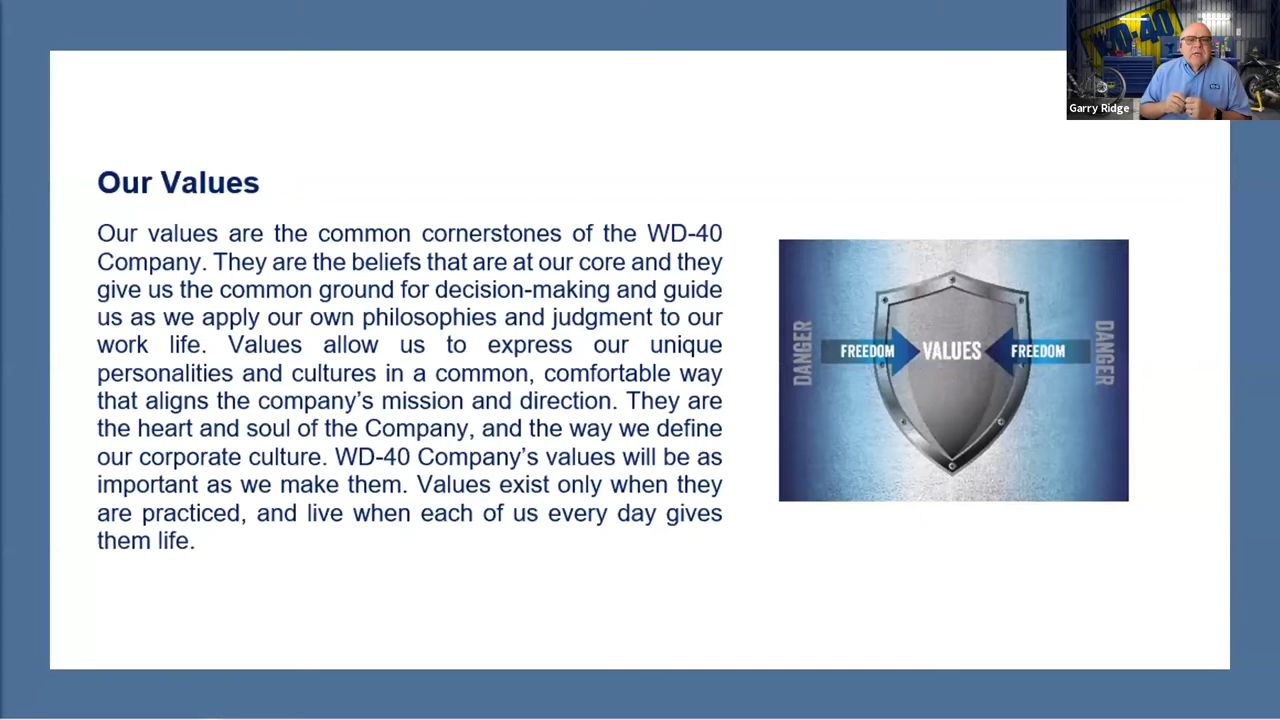 WD-40
Garry Ridge
Our Values
Our values are the common cornerstones of the WD-40
Company. They are the beliefs that are at our core and they
give us the common ground for decision-making and guide
us as we apply our own philosophies and judgment to our
work life. Values allow us to express our unique
personalities and cultures in a common, comfortable way
that aligns the company’s mission and direction. They are
the heart and soul of the Company, and the way we define
our corporate culture. WD-40 Company’s values will be as
important as we make them. Values exist only when they
are practiced, and live when each of us every day gives
them life.
DANGER
FREEDOM
VALUES
FREEDOM
DANGER